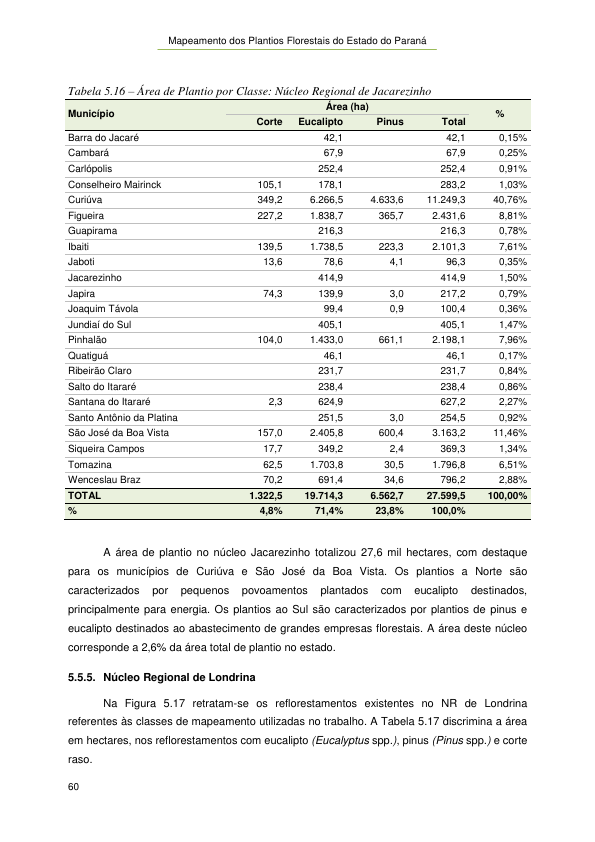 Mapeamento dos Plantios Florestais do Estado do Paraná
Tabela 5.16 – Área de Plantio por Classe: Núcleo Regional de Jacarezinho
Município Área (ha) %
Corte Eucalipto Pinus Total
Barra do Jacaré 42,1 42,1 0,15%
Cambará 67,9 67,9 0,25%
Carlópolis 252,4 252,4 0,91%
Conselheiro Mairinck 105,1 178,1 283,2 1,03%
Curiúva 349,2 6.266,5 4.633,6 11.249,3 40,76%
Figueira 227,2 1.838,7 365,7 2.431,6 8,81%
Guapirama 216,3 216,3 0,78%
Ibaiti 139,5 1.738,5 223,3 2.101,3 7,61%
Jaboti 13,6 78,6 4,1 96,3 0,35%
Jacarezinho 414,9 414,9 1,50%
Japira 74,3 139,9 3,0 217,2 0,79%
Joaquim Távola 99,4 0,9 100,4 0,36%
Jundiaí do Sul 405,1 405,1 1,47%
Pinhalão 104,0 1.433,0 661,1 2.198,1 7,96%
Quatiguá 46,1 46,1 0,17%
Ribeirão Claro 231,7 231,7 0,84%
Salto do Itararé 238,4 238,4 0,86%
Santana do Itararé 2,3 624,9 627,2 2,27%
Santo Antônio da Platina 251,5 3,0 254,5 0,92%
São José da Boa Vista 157,0 2.405,8 600,4 3.163,2 11,46%
Siqueira Campos 17,7 349,2 2,4 369,3 1,34%
Tomazina 62,5 1.703,8 30,5 1.796,8 6,51%
Wenceslau Braz 70,2 691,4 34,6 796,2 2,88%
TOTAL 1.322,5 19.714,3 6.562,7 27.599,5 100,00%
% 4,8% 71,4% 23,8% 100,0%
A área de plantio no núcleo Jacarezinho totalizou 27,6 mil hectares, com destaque
para os municípios de Curiúva e São José da Boa Vista. Os plantios a Norte são
caracterizados por pequenos povoamentos plantados com eucalipto destinados,
principalmente para energia. Os plantios ao Sul são caracterizados por plantios de pinus e
eucalipto destinados ao abastecimento de grandes empresas florestais. A área deste núcleo
corresponde a 2,6% da área total de plantio no estado.
5.5.5. Núcleo Regional de Londrina
Na Figura 5.17 retratam-se os reflorestamentos existentes no NR de Londrina
referentes às classes de mapeamento utilizadas no trabalho. A Tabela 5.17 discrimina a área
em hectares, nos reflorestamentos com eucalipto (Eucalyptus spp.), pinus (Pinus spp.) e corte
raso.
60